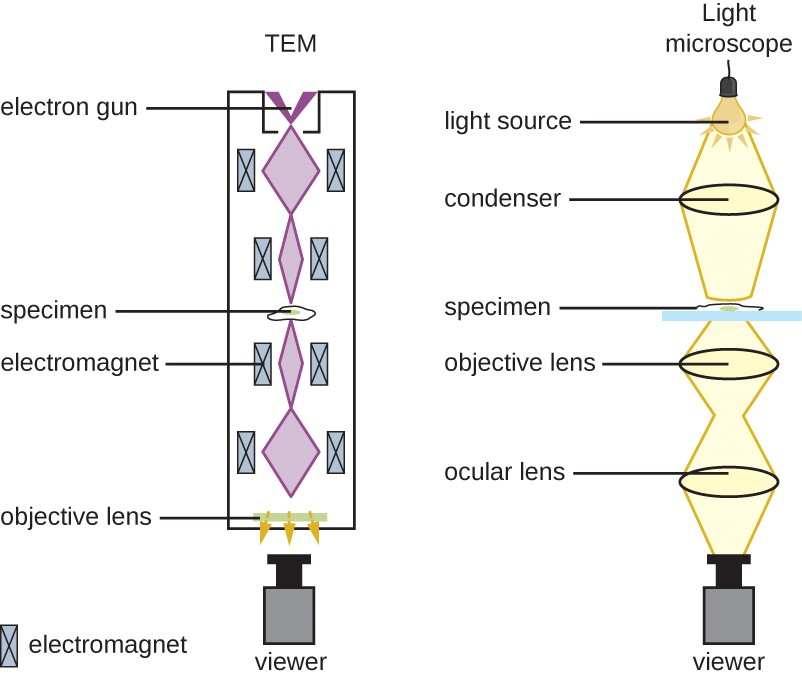 TEM
electron gun
specimen
electromagnet
objective lens
electromagnet
viewer
Light
microscope
light source
condenser
specimen
objective lens
ocular lens
viewer